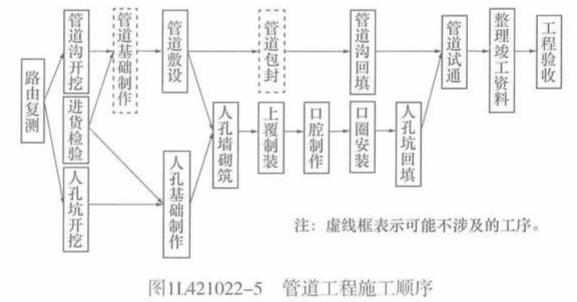 路由复测
管道沟开挖
进货检验
人孔坑开挖
管道基础制作
管道敷设
人孔基础制作
人孔墙砌筑
管道包封
上覆制装
口腔制作
管道沟回填
口圈安装
人孔坑回填
管道试通
整理竣工资料
工程验收
注：虚线框表示可能不涉及的工序。
图1L421022-5 管道工程施工顺序